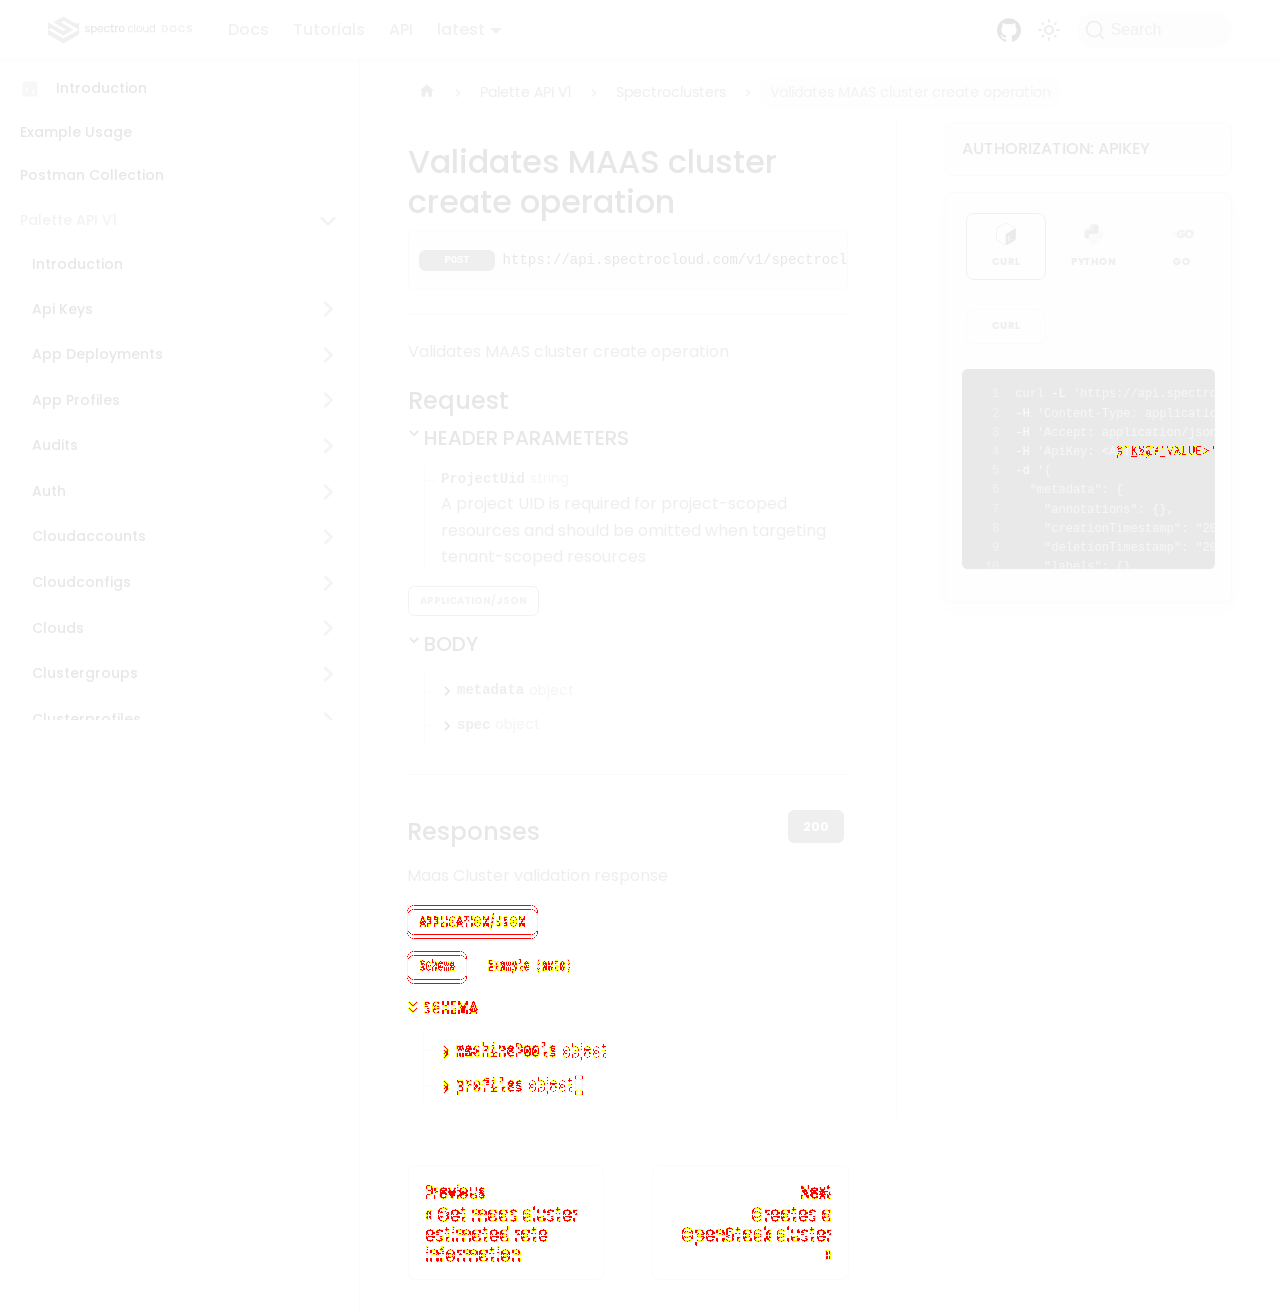 spectro cloud DOCS Docs Tutorials API latest Search
Introduction
Example Usage
Postman Collection
Palette API V1
Introduction
Api Keys
App Deployments
App Profiles
Audits
Auth
Cloudaccounts
Cloudconfigs
Clouds
Clustergroups
Clusterprofiles
Palette API V1 Spectroclusters Validates MAAS cluster create operation
Validates MAAS cluster
create operation
POST https://api.spectrocloud.com/v1/spectrocl
Validates MAAS cluster create operation
Request
HEADER PARAMETERS
ProjectUid string
A project UID is required for project-scoped
resources and should be omitted when targeting
tenant-scoped resources
APPLICATION/JSON
BODY
metadata object
spec object
Responses 200
Maas Cluster validation response
APPLICATION/JSON
Schema Example (auto)
SCHEMA
machinePools object
profiles object
Previous
« Get maas cluster
estimated rate
information
Next
Creates a
OpenStack cluster
»
AUTHORIZATION: APIKEY
CURL PYTHON GO
CURL
1 curl -L 'https://api.spectro
2 -H 'Content-Type: applicatio
3 -H 'Accept: application/json
4 -H 'ApiKey:
5 -d '{
6 "metadata": {
7 "annotations": {},
8 "creationTimestamp": "20
9 "deletionTimestamp": "20
10 "labels": {}